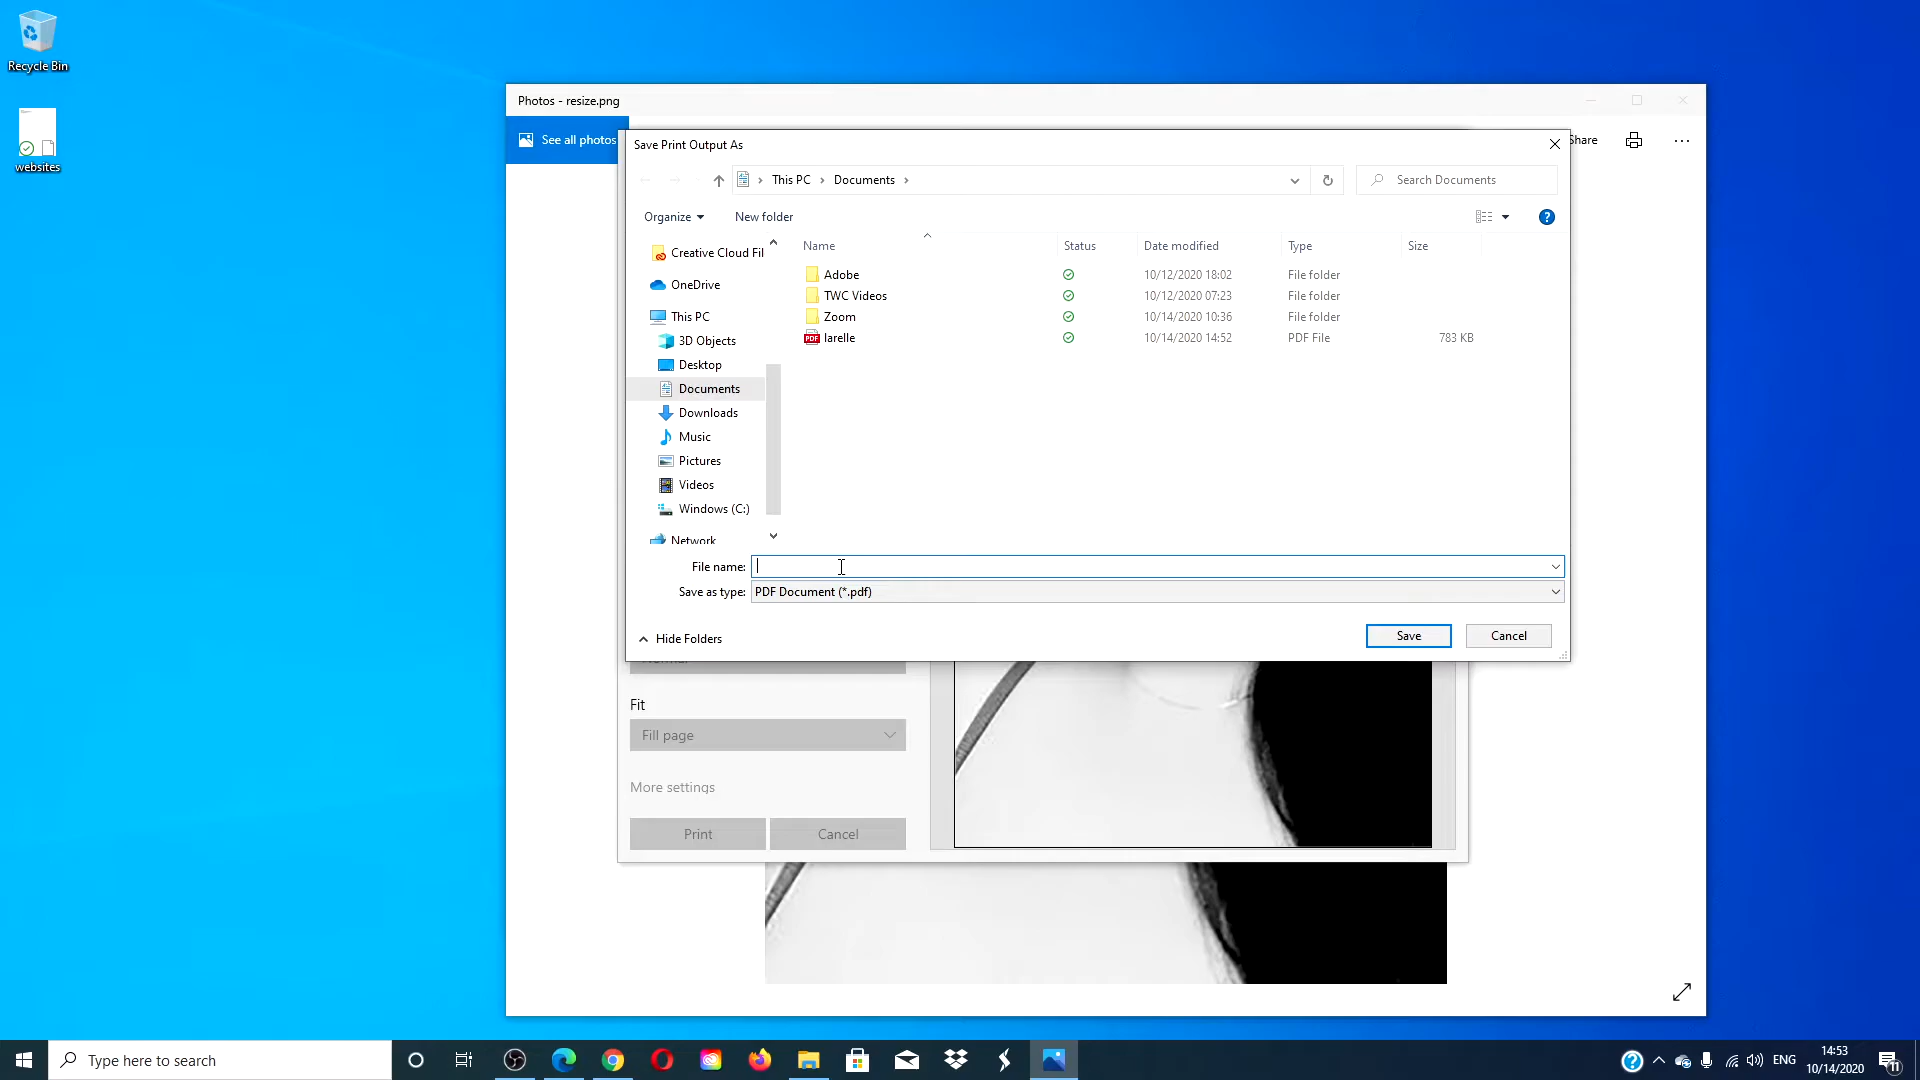 Recycle Bin
websites
Photos - resize.png
See all photos
Share
Save Print Output As
This PC > Documents >
Search Documents
Organize
New folder
Name Status Date modified Type Size
Creative Cloud Fil
OneDrive
This PC
3D Objects
Desktop
Documents
Downloads
Music
Pictures
Videos
Windows (C:)
Network
Adobe 10/12/2020 18:02 File folder
TWC Videos 10/12/2020 07:23 File folder
Zoom 10/14/2020 10:36 File folder
PDF larelle 10/14/2020 14:52 PDF File 783 KB
File name:
Save as type: PDF Document (*.pdf)
Hide Folders
Save
Cancel
Normal
Fit
Fill page
More settings
Print
Cancel
Type here to search
ENG
14:53
10/14/2020
11